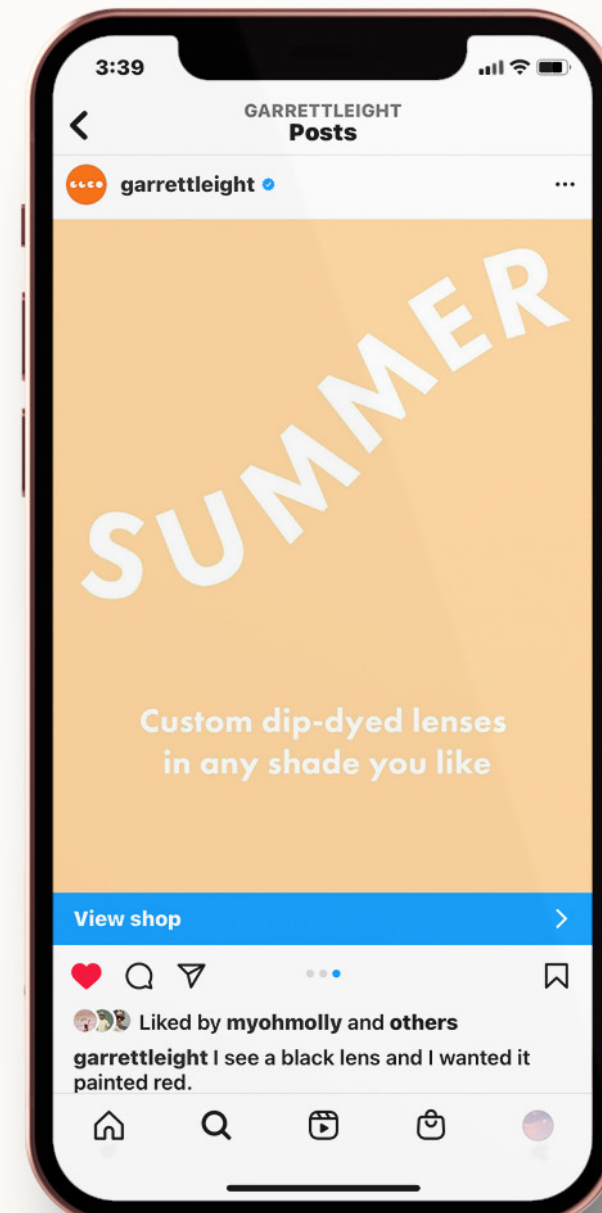 3:39
GARRETTLEIGHT
Posts
GLCO
garrettleight
SUMMER
Custom dip-dyed lenses
in any shade you like
View shop
Liked by myohmolly and others
garrettleight I see a black lens and I wanted it
painted red.